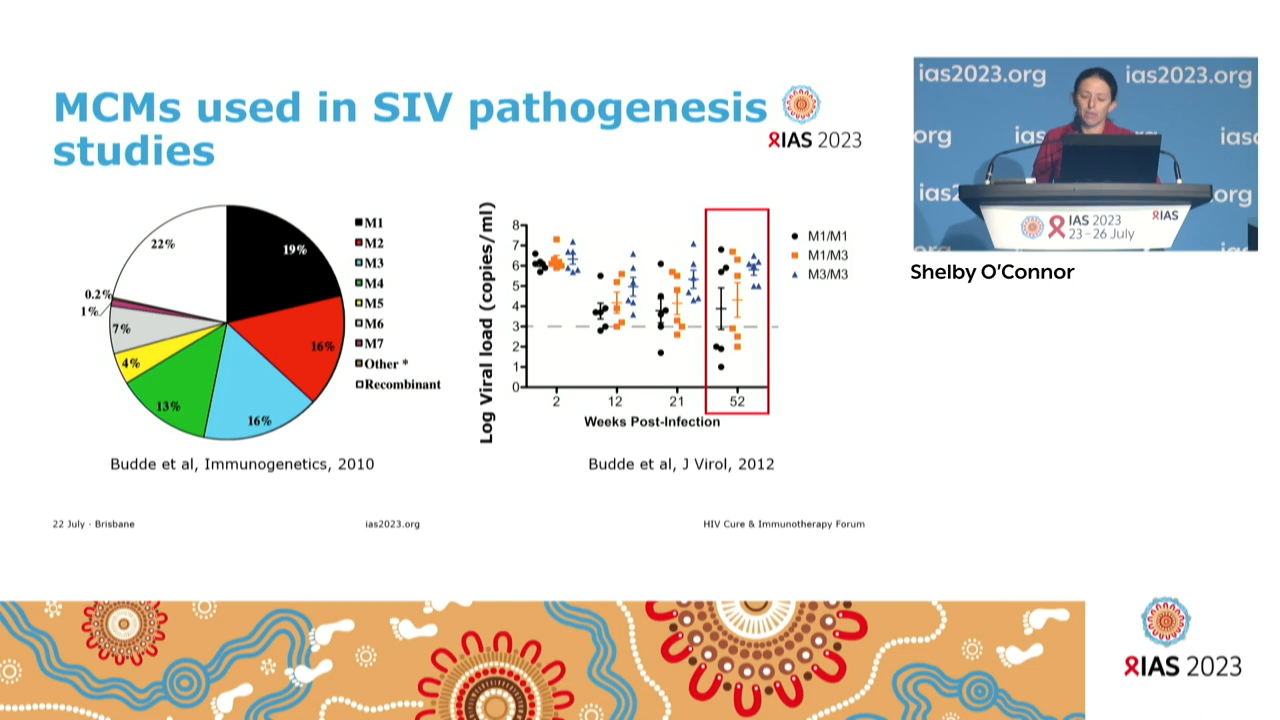 MCMs used in SIV pathogenesis
studies
IAS 2023
22%
19%
0.2%
1%
7%
16%
4%
13%
16%
M1
M2
M3
M4
M5
M6
M7
Other *
Recombinant
Budde et al, Immunogenetics, 2010
Log Viral load (copies/ml)
8
7
6
5
4
3
2
1
0
2 12 21 52
Weeks Post-Infection
M1/M1
M1/M3
M3/M3
Budde et al, J Virol, 2012
22 July · Brisbane
ias2023.org
HIV Cure & Immunotherapy Forum
ias2023.org
ias2023.org
org
ias
ias
ias2
org
IAS 2023
23 - 26 July
IAS
Shelby O'Connor
IAS 2023